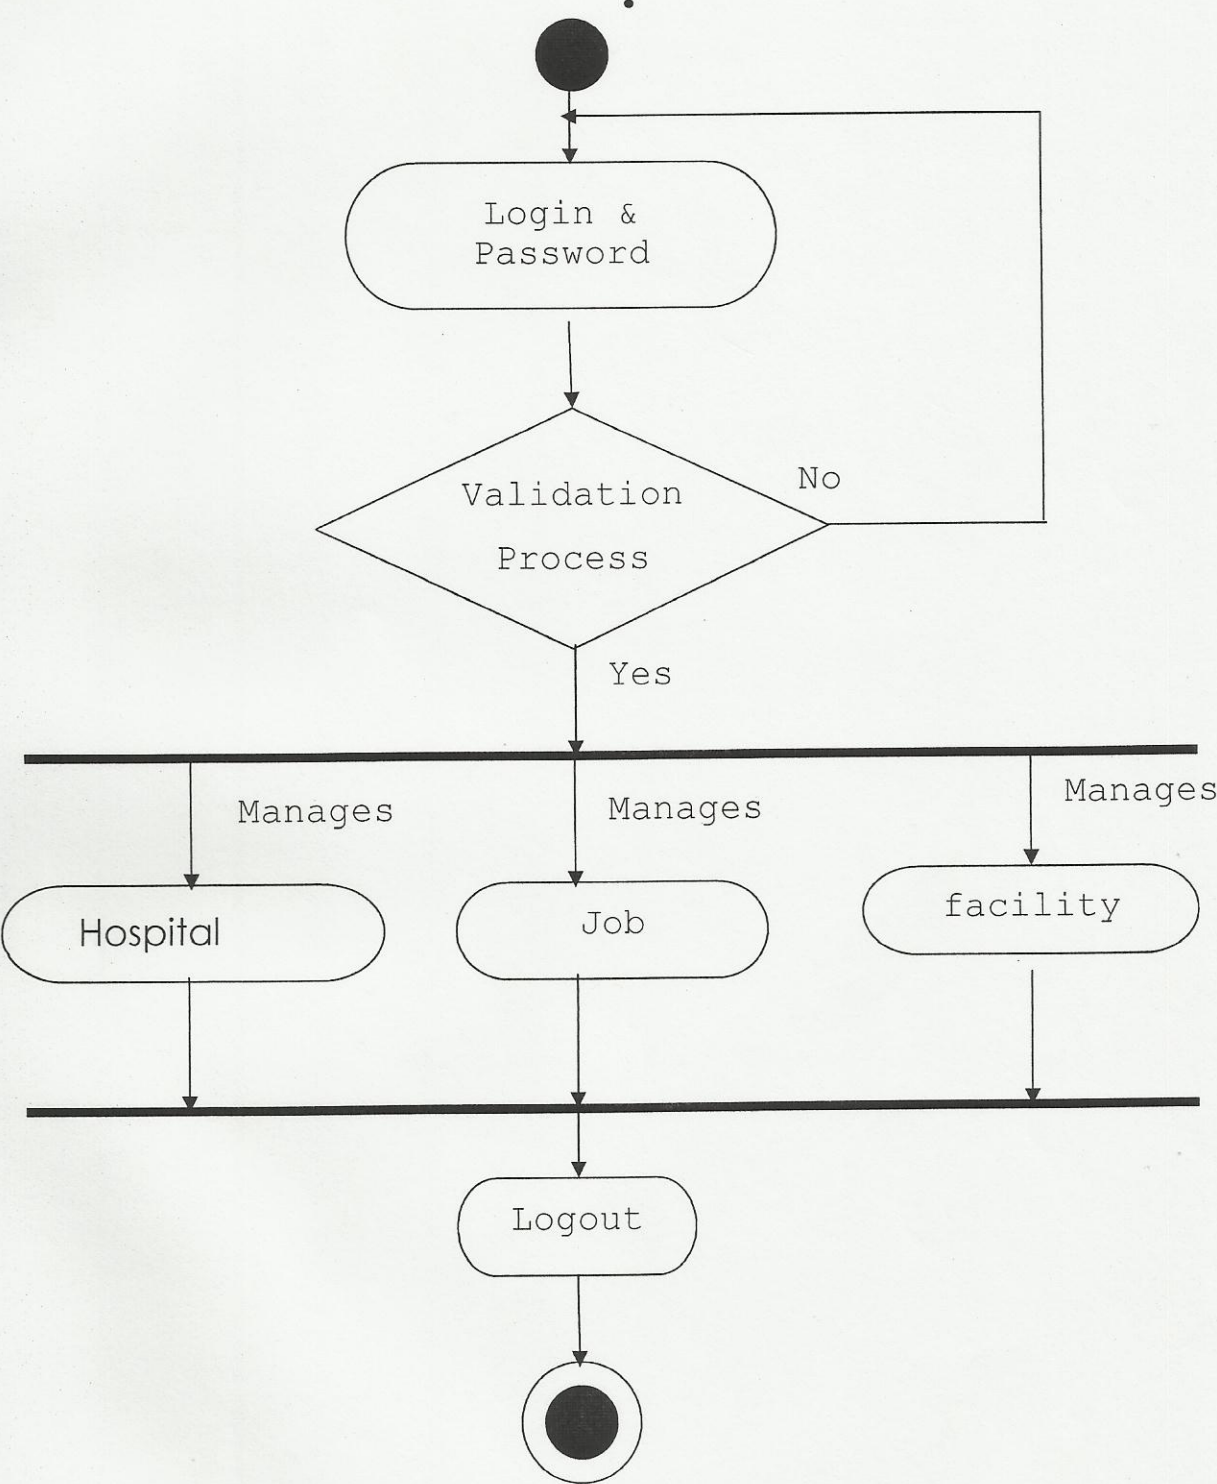 Login &
Password
Validation
Process
No
Yes
Manages
Manages
Manages
Hospital
Job
facility
Logout